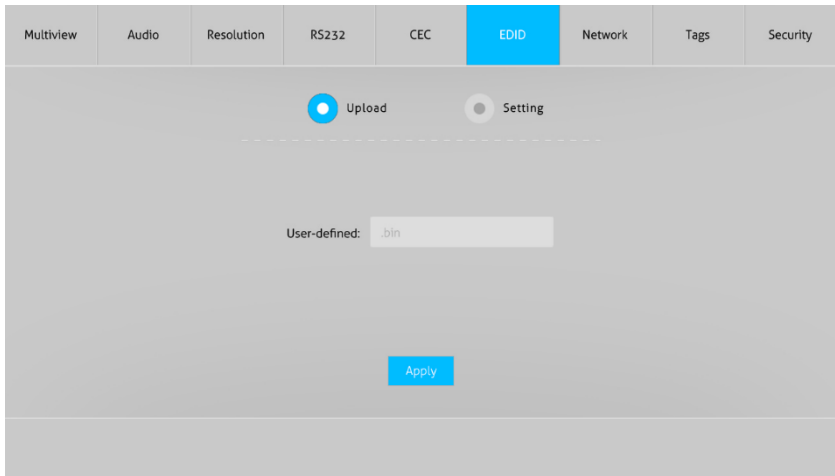 Multiview Audio Resolution RS232 CEC EDID Network Tags Security
Upload Setting
User-defined: .bin
Apply